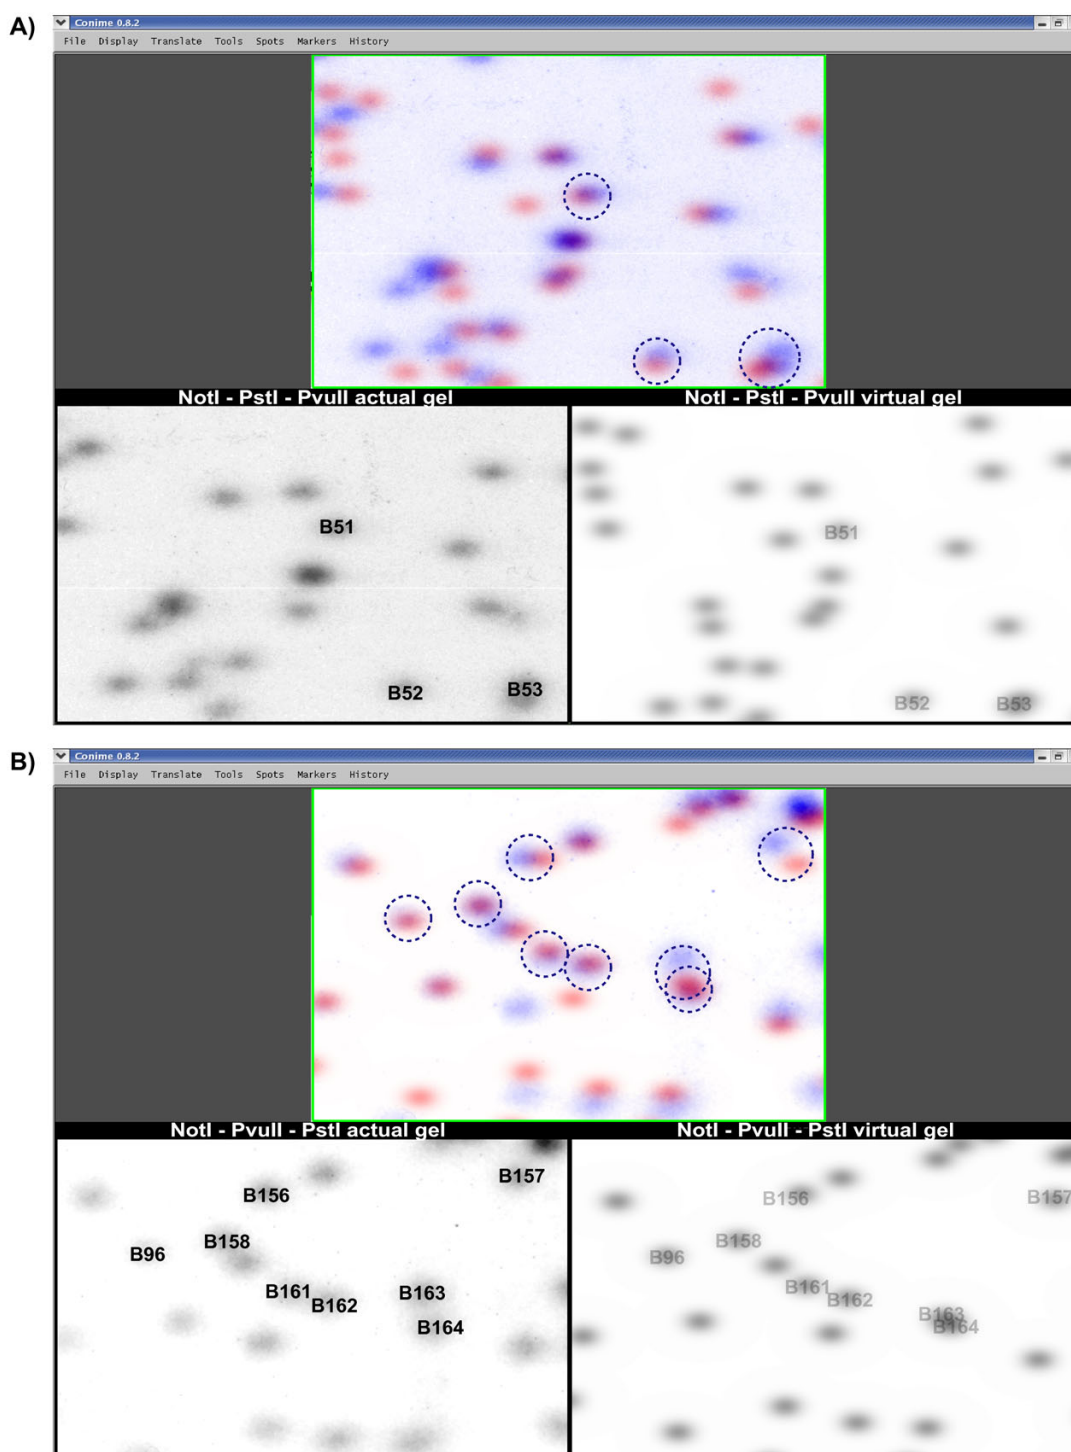 A)
Conime 0.8.2
File Display Translate Tools Spots Markers History
NotI - PstI - PvuII actual gel
NotI - PstI - PvuII virtual gel
B51
B52
B53
B51
B52
B53
B)
Conime 0.8.2
File Display Translate Tools Spots Markers History
NotI - PvuII - PstI actual gel
NotI - PvuII - PstI virtual gel
B156
B157
B158
B96
B161
B162
B163
B164
B156
B157
B158
B96
B161
B162
B163
B164